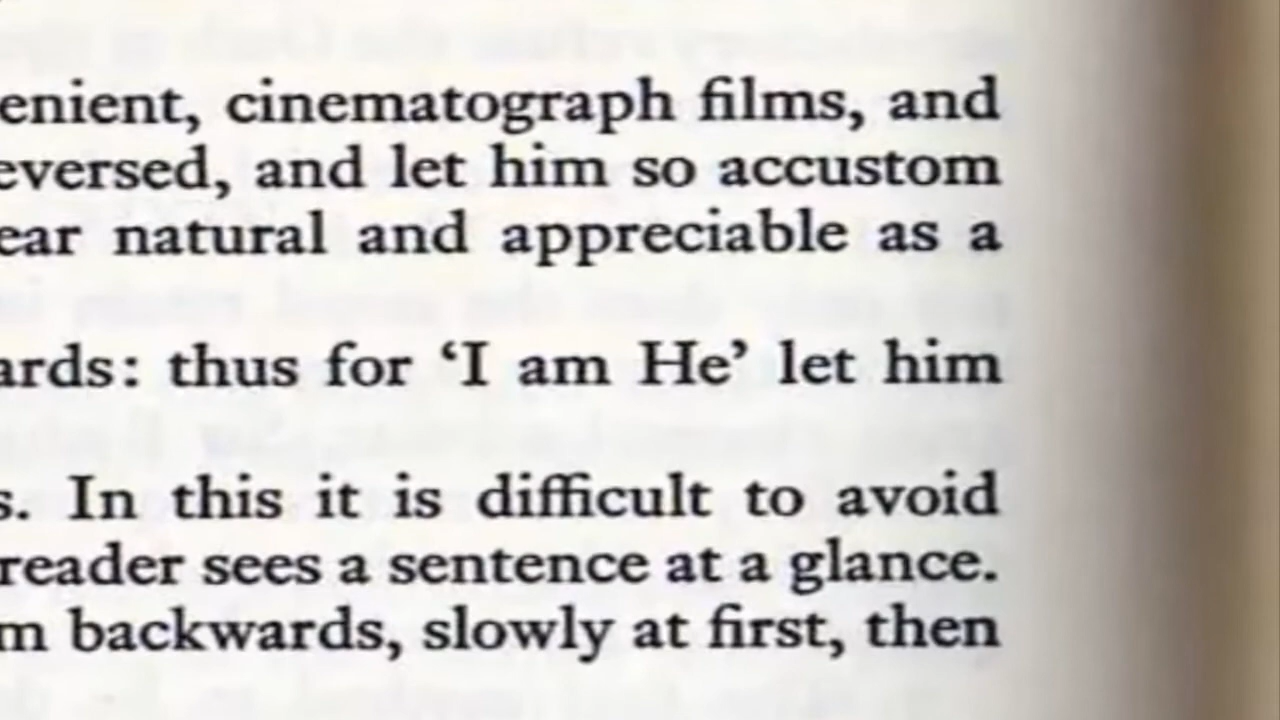 enient, cinematograph films, and
eversed, and let him so accustom
ear natural and appreciable as a
ards: thus for ‘I am He’ let him
s. In this it is difficult to avoid
reader sees a sentence at a glance.
m backwards, slowly at first, then